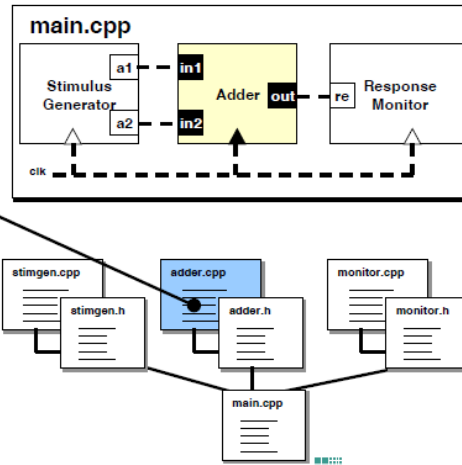 main.cpp
Stimulus
Generator
a1
a2
in1
in2
Adder
out
re
Response
Monitor
clk
stimgen.cpp
stimgen.h
adder.cpp
adder.h
monitor.cpp
monitor.h
main.cpp